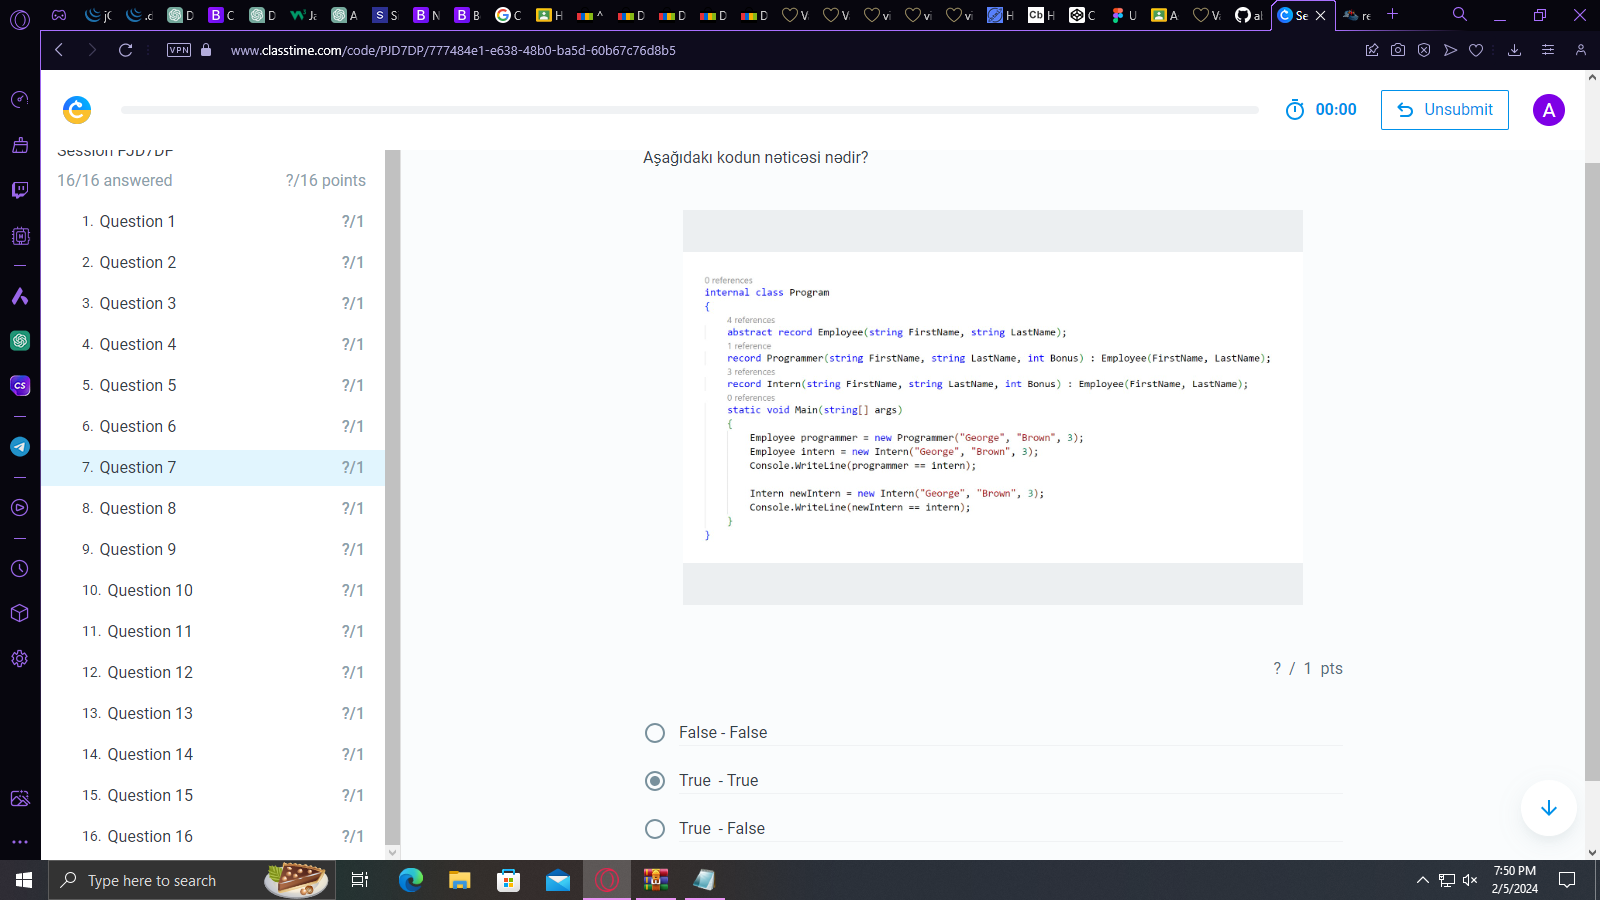 www.classtime.com/code/PJD7DP/777484e1-e638-48b0-ba5d-60b67c76d8b5
VPN
00:00
Unsubmit
A
Session PJD7DP
16/16 answered
?/16 points
1. Question 1 ?/1
2. Question 2 ?/1
3. Question 3 ?/1
4. Question 4 ?/1
5. Question 5 ?/1
6. Question 6 ?/1
7. Question 7 ?/1
8. Question 8 ?/1
9. Question 9 ?/1
10. Question 10 ?/1
11. Question 11 ?/1
12. Question 12 ?/1
13. Question 13 ?/1
14. Question 14 ?/1
15. Question 15 ?/1
16. Question 16 ?/1
Aşağıdakı kodun nəticəsi nədir?
0 references
internal class Program
{
4 references
abstract record Employee(string FirstName, string LastName);
1 reference
record Programmer(string FirstName, string LastName, int Bonus) : Employee(FirstName, LastName);
3 references
record Intern(string FirstName, string LastName, int Bonus) : Employee(FirstName, LastName);
0 references
static void Main(string[] args)
{
Employee programmer = new Programmer("George", "Brown", 3);
Employee intern = new Intern("George", "Brown", 3);
Console.WriteLine(programmer == intern);
Intern newIntern = new Intern("George", "Brown", 3);
Console.WriteLine(newIntern == intern);
}
}
? / 1 pts
False - False
True - True
True - False
Type here to search
7:50 PM
2/5/2024